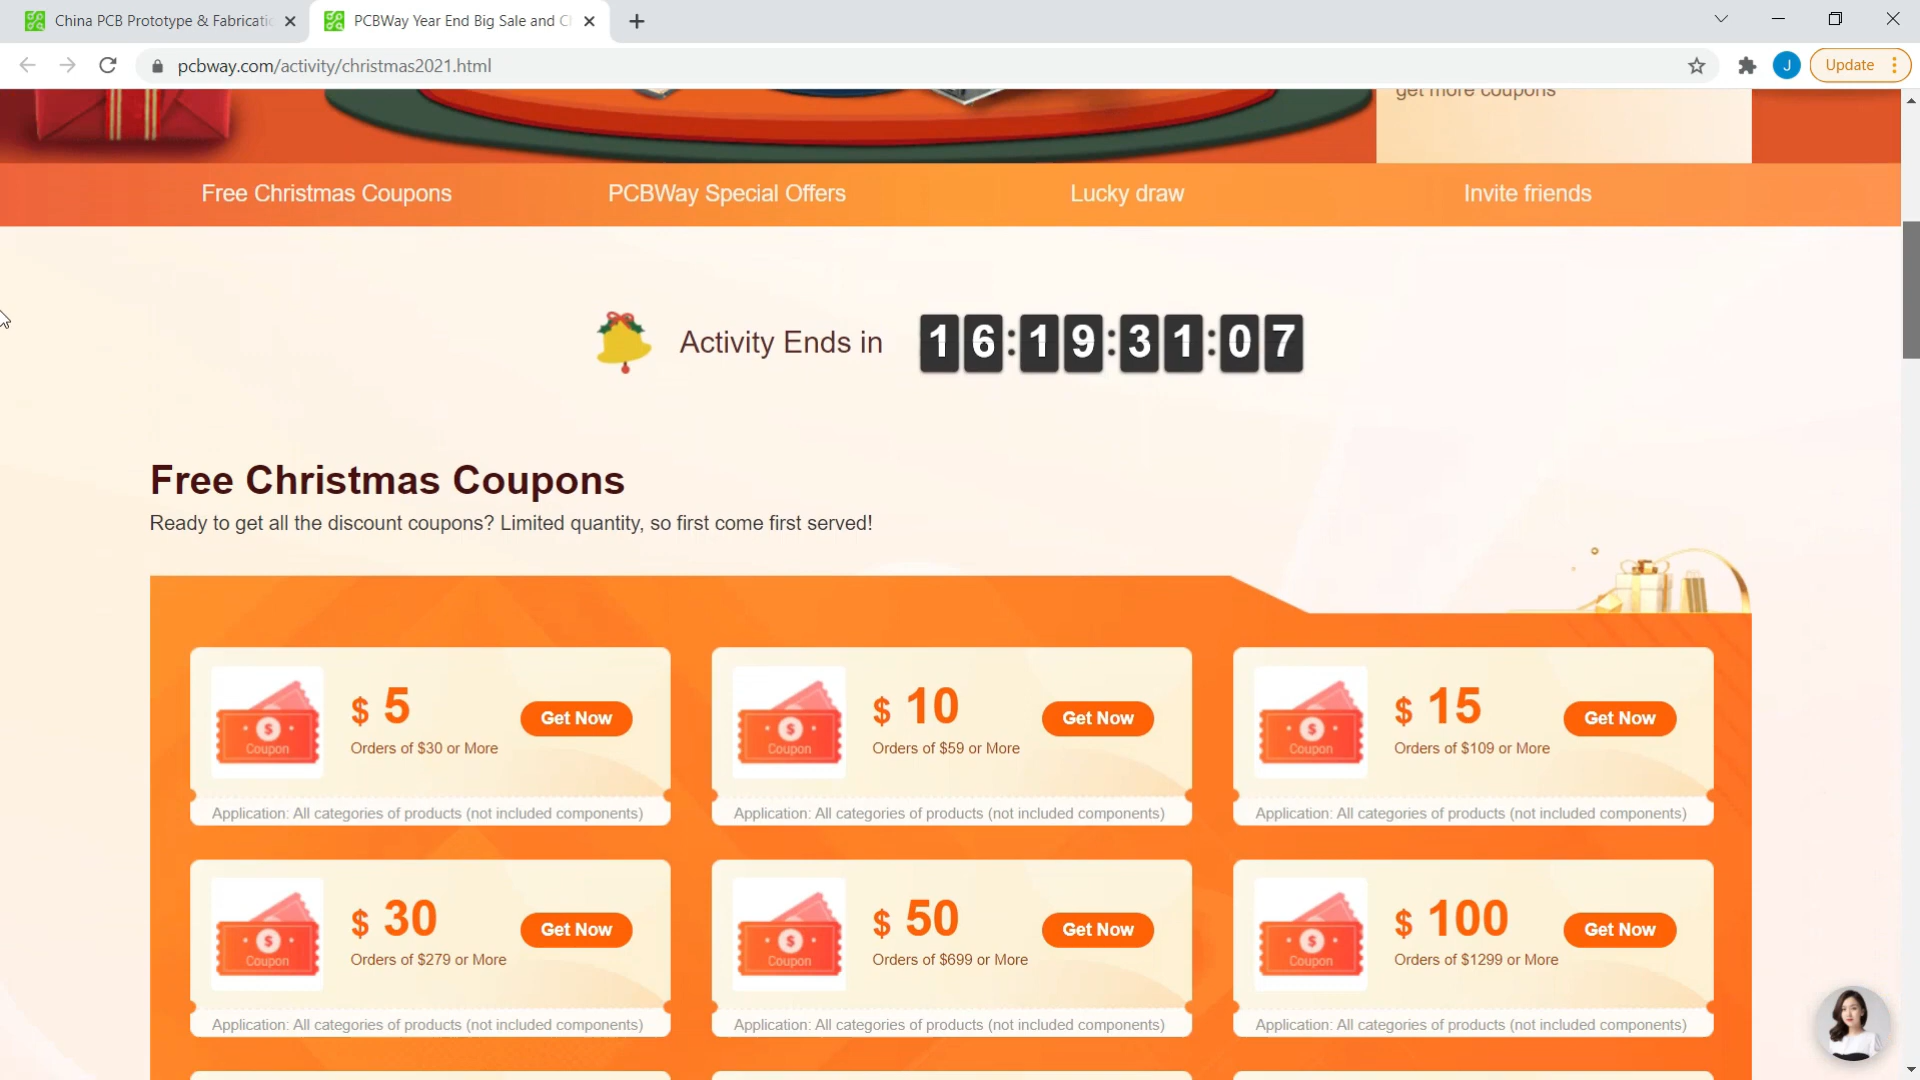 China PCB Prototype & Fabricatio
PCBWay Year End Big Sale and C
pcbway.com/activity/christmas2021.html
J
Update
get more coupons
Free Christmas Coupons
PCBWay Special Offers
Lucky draw
Invite friends
Activity Ends in 16:19:31:07
Free Christmas Coupons
Ready to get all the discount coupons? Limited quantity, so first come first served!
Coupon
$ 5
Orders of $30 or More
Get Now
Application: All categories of products (not included components)
Coupon
$ 10
Orders of $59 or More
Get Now
Application: All categories of products (not included components)
Coupon
$ 15
Orders of $109 or More
Get Now
Application: All categories of products (not included components)
Coupon
$ 30
Orders of $279 or More
Get Now
Application: All categories of products (not included components)
Coupon
$ 50
Orders of $699 or More
Get Now
Application: All categories of products (not included components)
Coupon
$ 100
Orders of $1299 or More
Get Now
Application: All categories of products (not included components)